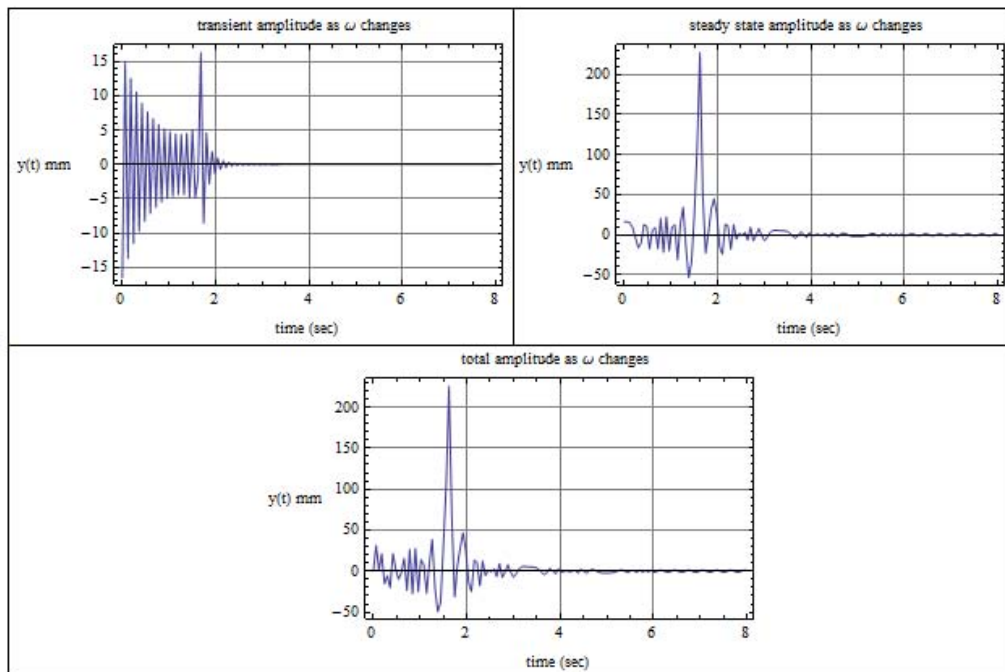 transient amplitude as ω changes
15
10
5
0
−5
−10
−15
y(t) mm
0 2 4 6 8
time (sec)
steady state amplitude as ω changes
200
150
100
50
0
−50
y(t) mm
0 2 4 6 8
time (sec)
total amplitude as ω changes
200
150
100
50
0
−50
y(t) mm
0 2 4 6 8
time (sec)